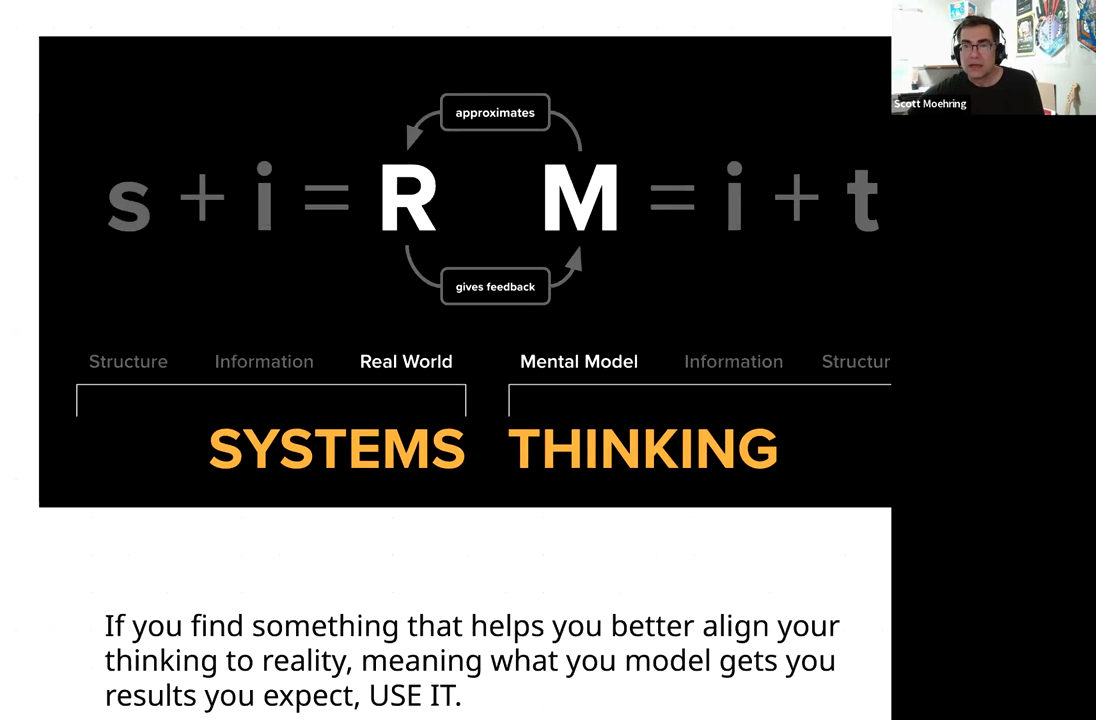 Scott Moehring
approximates
s + i = R M = i + t
gives feedback
Structure Information Real World Mental Model Information Structur
SYSTEMS THINKING
If you find something that helps you better align your
thinking to reality, meaning what you model gets you
results you expect, USE IT.